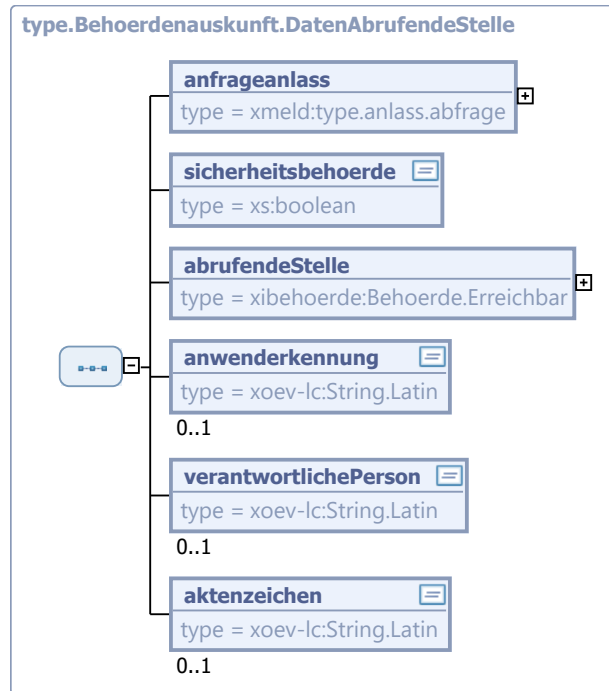 type.Behoerdenauskunft.DatenAbrufendeStelle
anfrageanlass
type = xmeld:type.anlass.abfrage
sicherheitsbehoerde
type = xs:boolean
abrufendeStelle
type = xibehoerde:Behoerde.Erreichbar
anwenderkennung
type = xoev-lc:String.Latin
0..1
verantwortlichePerson
type = xoev-lc:String.Latin
0..1
aktenzeichen
type = xoev-lc:String.Latin
0..1